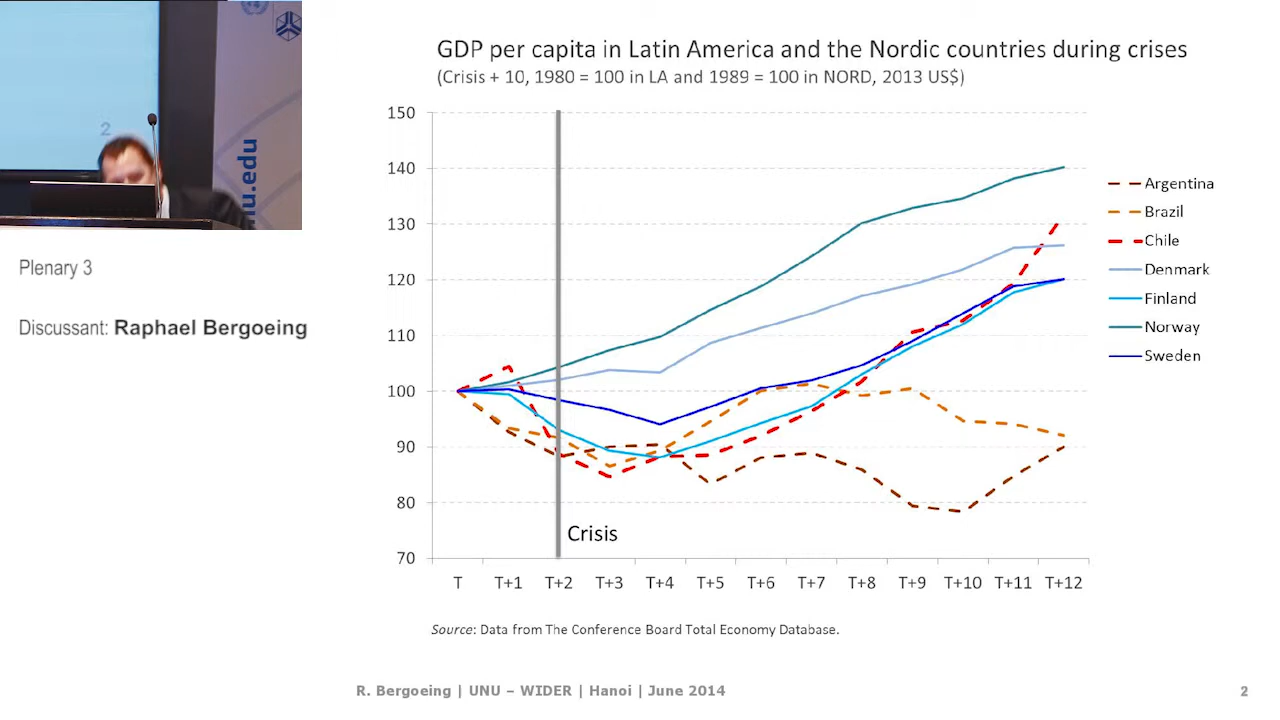 2
nu.edu
Plenary 3
Discussant: Raphael Bergoeing
GDP per capita in Latin America and the Nordic countries during crises
(Crisis + 10, 1980 = 100 in LA and 1989 = 100 in NORD, 2013 US$)
150
140
130
120
110
100
90
80
70
Crisis
T T+1 T+2 T+3 T+4 T+5 T+6 T+7 T+8 T+9 T+10 T+11 T+12
Argentina
Brazil
Chile
Denmark
Finland
Norway
Sweden
Source: Data from The Conference Board Total Economy Database.
R. Bergoeing | UNU – WIDER | Hanoi | June 2014
2